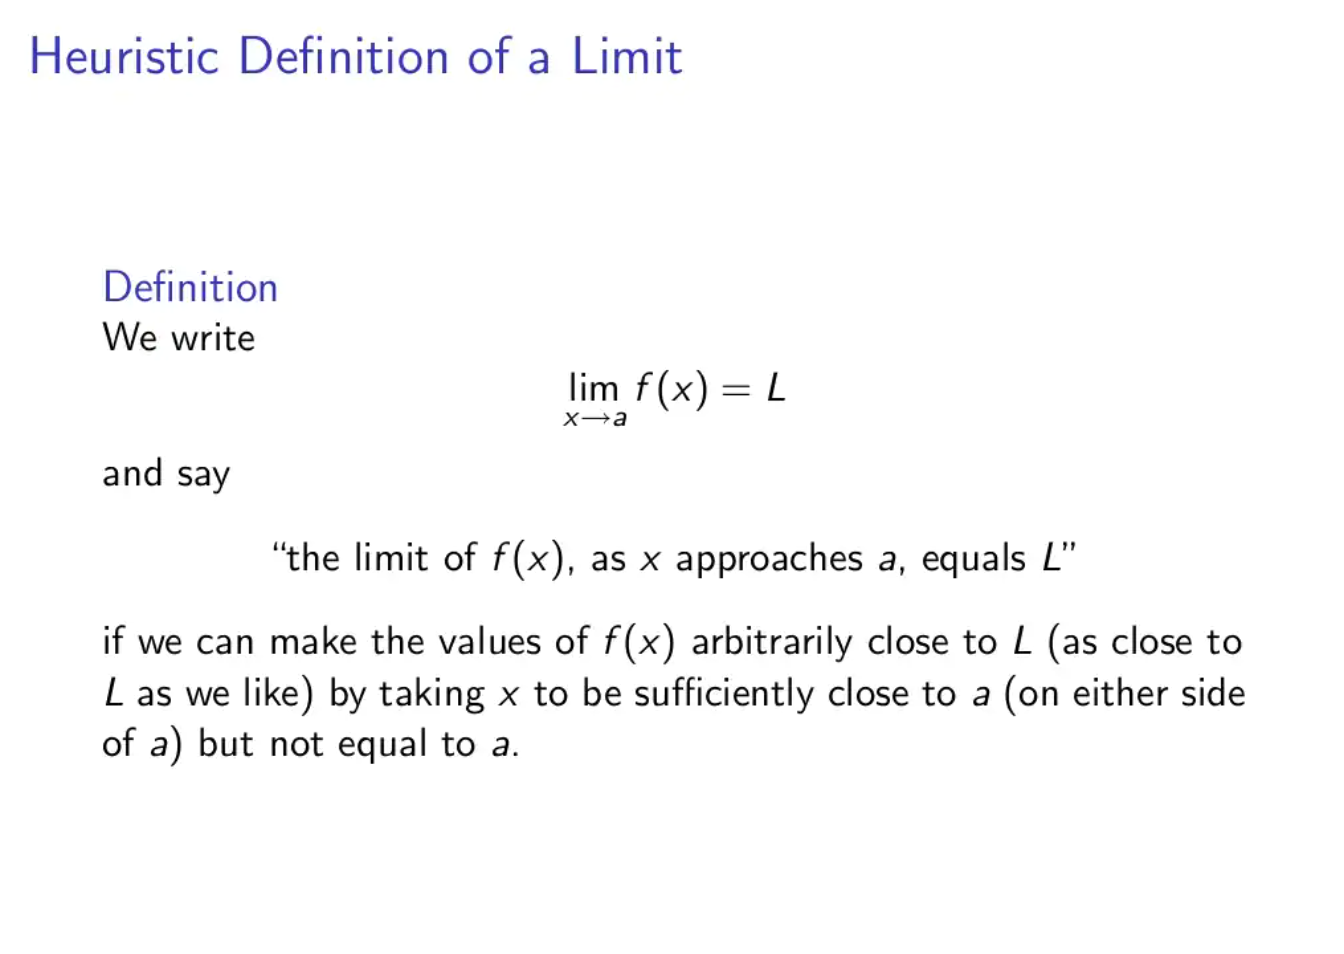 Heuristic Definition of a Limit
Definition
We write
lim f(x) = L
x→a
and say
“the limit of f(x), as x approaches a, equals L”
if we can make the values of f(x) arbitrarily close to L (as close to
L as we like) by taking x to be sufficiently close to a (on either side
of a) but not equal to a.